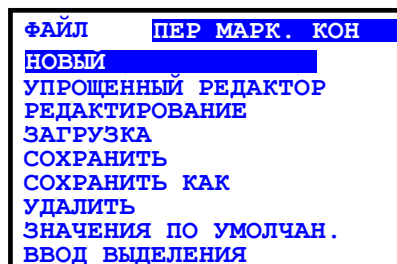 ФАЙЛ ПЕР МАРК. КОН
НОВЫЙ
УПРОЩЕННЫЙ РЕДАКТОР
РЕДАКТИРОВАНИЕ
ЗАГРУЗКА
СОХРАНИТЬ
СОХРАНИТЬ КАК
УДАЛИТЬ
ЗНАЧЕНИЯ ПО УМОЛЧАН.
ВВОД ВЫДЕЛЕНИЯ